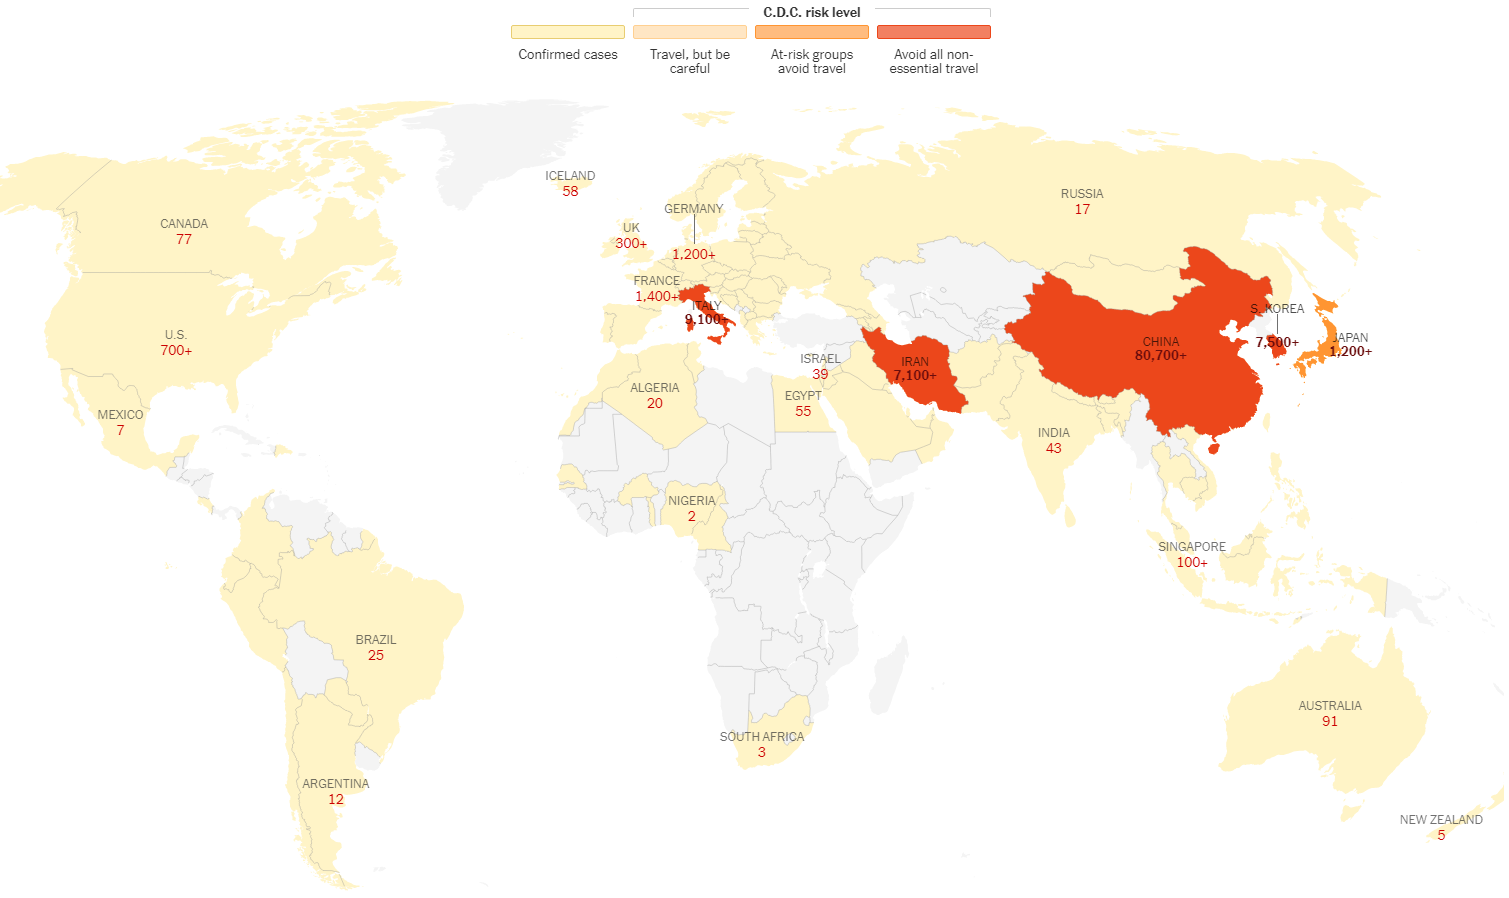 C.D.C. risk level
Confirmed cases
Travel, but be
careful
At-risk groups
avoid travel
Avoid all non-
essential travel
ICELAND
58
RUSSIA
17
CANADA
77
GERMANY
1,200+
UK
300+
FRANCE
1,400+
ITALY
9,100+
S. KOREA
7,500+
U.S.
700+
CHINA
80,700+
JAPAN
1,200+
ISRAEL
39
IRAN
7,100+
ALGERIA
20
EGYPT
55
MEXICO
7
INDIA
43
NIGERIA
2
SINGAPORE
100+
BRAZIL
25
AUSTRALIA
91
SOUTH AFRICA
3
ARGENTINA
12
NEW ZEALAND
5